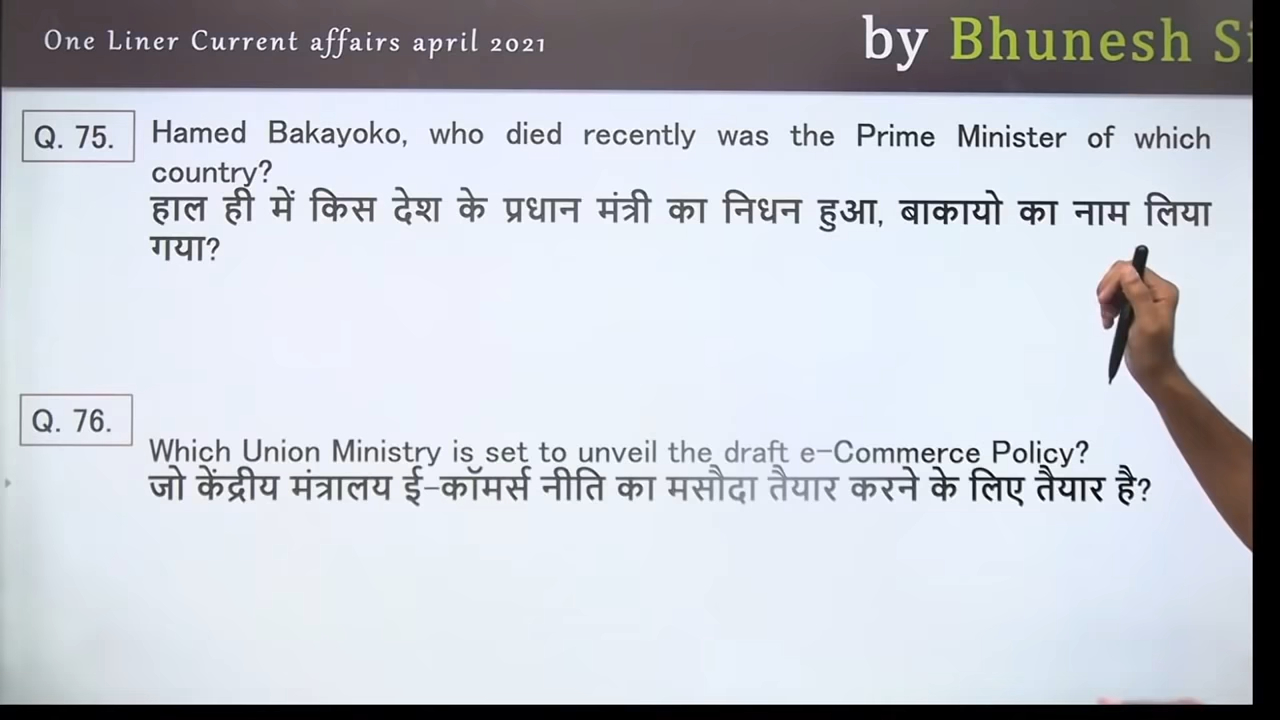 One Liner Current affairs april 2021
by Bhunesh
Q. 75.
Hamed Bakayoko, who died recently was the Prime Minister of which
country?
हाल ही में किस देश के प्रधान मंत्री का निधन हुआ, बाकायो का नाम लिया
गया?
Q. 76.
Which Union Ministry is set to unveil the draft e-Commerce Policy?
जो केंद्रीय मंत्रालय ई-कॉमर्स नीति का मसौदा तैयार करने के लिए तैयार है?